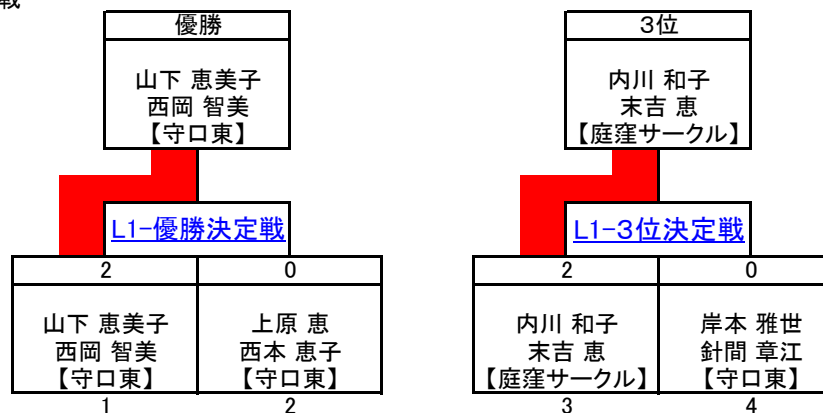 戦
優勝
山下 恵美子
西岡 智美
【守口東】
L1-優勝決定戦
2 0
山下 恵美子
西岡 智美
【守口東】
上原 恵
西本 恵子
【守口東】
1 2
3位
内川 和子
末吉 恵
【庭窪サークル】
L1-3位決定戦
2 0
内川 和子
末吉 恵
【庭窪サークル】
岸本 雅世
針間 章江
【守口東】
3 4